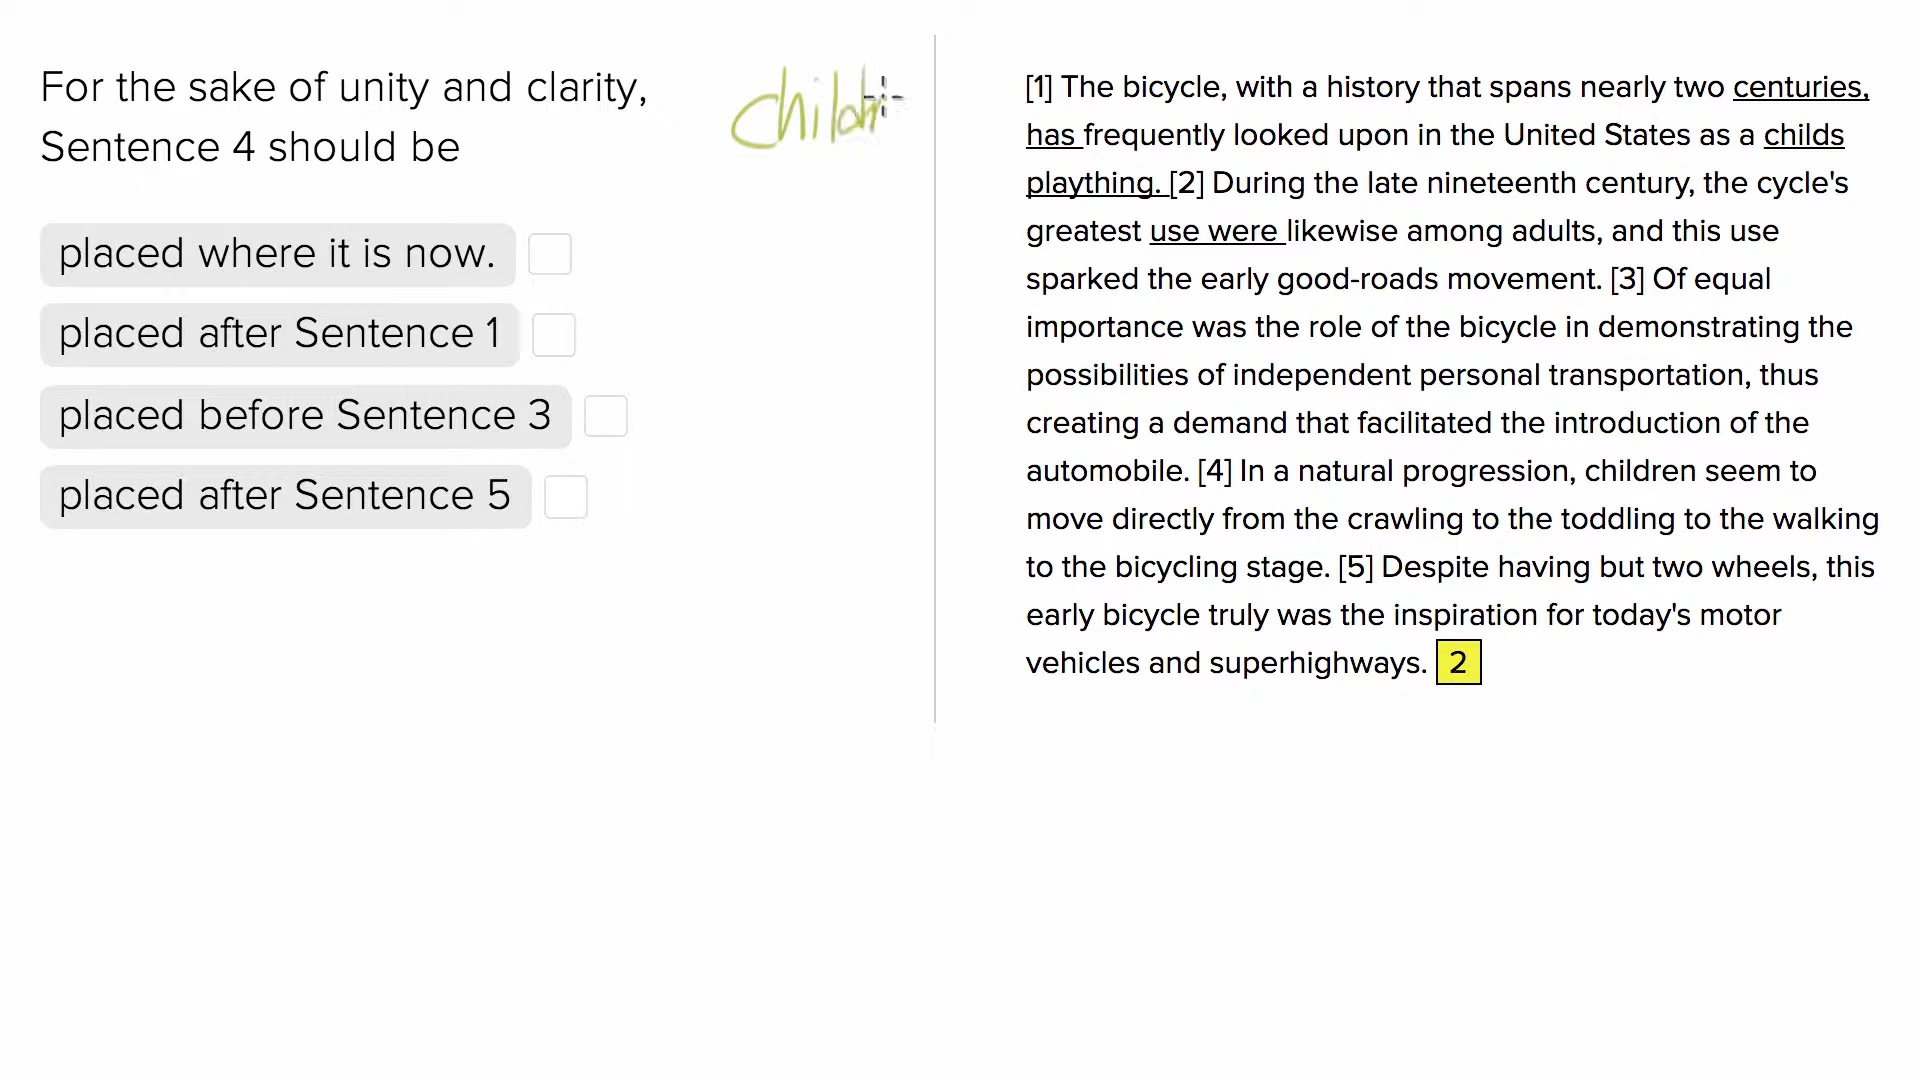 For the sake of unity and clarity,
Sentence 4 should be
placed where it is now.
placed after Sentence 1
placed before Sentence 3
placed after Sentence 5
child
[1] The bicycle, with a history that spans nearly two centuries,
has frequently looked upon in the United States as a childs
plaything. [2] During the late nineteenth century, the cycle's
greatest use were likewise among adults, and this use
sparked the early good-roads movement. [3] Of equal
importance was the role of the bicycle in demonstrating the
possibilities of independent personal transportation, thus
creating a demand that facilitated the introduction of the
automobile. [4] In a natural progression, children seem to
move directly from the crawling to the toddling to the walking
to the bicycling stage. [5] Despite having but two wheels, this
early bicycle truly was the inspiration for today's motor
vehicles and superhighways. 2